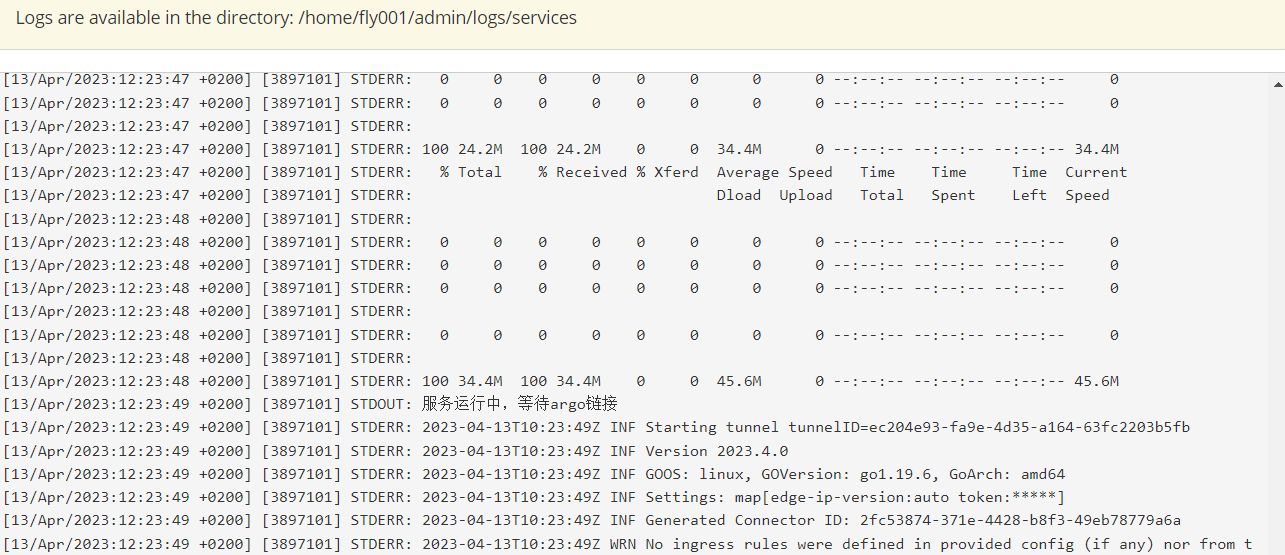 Logs are available in the directory: /home/fly001/admin/logs/services
[13/Apr/2023:12:23:47 +0200] [3897101] STDERR:   0     0    0     0    0     0      0      0 --:--:-- --:--:-- --:--:--     0
[13/Apr/2023:12:23:47 +0200] [3897101] STDERR:   0     0    0     0    0     0      0      0 --:--:-- --:--:-- --:--:--     0
[13/Apr/2023:12:23:47 +0200] [3897101] STDERR:
[13/Apr/2023:12:23:47 +0200] [3897101] STDERR: 100 24.2M  100 24.2M    0     0  34.4M      0 --:--:-- --:--:-- --:--:-- 34.4M
[13/Apr/2023:12:23:47 +0200] [3897101] STDERR:   % Total    % Received % Xferd  Average Speed   Time    Time     Time  Current
[13/Apr/2023:12:23:47 +0200] [3897101] STDERR:                                  Dload  Upload   Total   Spent    Left  Speed
[13/Apr/2023:12:23:48 +0200] [3897101] STDERR:
[13/Apr/2023:12:23:48 +0200] [3897101] STDERR:   0     0    0     0    0     0      0      0 --:--:-- --:--:-- --:--:--     0
[13/Apr/2023:12:23:48 +0200] [3897101] STDERR:   0     0    0     0    0     0      0      0 --:--:-- --:--:-- --:--:--     0
[13/Apr/2023:12:23:48 +0200] [3897101] STDERR:   0     0    0     0    0     0      0      0 --:--:-- --:--:-- --:--:--     0
[13/Apr/2023:12:23:48 +0200] [3897101] STDERR:
[13/Apr/2023:12:23:48 +0200] [3897101] STDERR:   0     0    0     0    0     0      0      0 --:--:-- --:--:-- --:--:--     0
[13/Apr/2023:12:23:48 +0200] [3897101] STDERR:
[13/Apr/2023:12:23:48 +0200] [3897101] STDERR: 100 34.4M  100 34.4M    0     0  45.6M      0 --:--:-- --:--:-- --:--:-- 45.6M
[13/Apr/2023:12:23:49 +0200] [3897101] STDOUT: 服务运行中，等待argo链接
[13/Apr/2023:12:23:49 +0200] [3897101] STDERR: 2023-04-13T10:23:49Z INF Starting tunnel tunnelID=ec204e93-fa9e-4d35-a164-63fc2203b5fb
[13/Apr/2023:12:23:49 +0200] [3897101] STDERR: 2023-04-13T10:23:49Z INF Version 2023.4.0
[13/Apr/2023:12:23:49 +0200] [3897101] STDERR: 2023-04-13T10:23:49Z INF GOOS: linux, GOVersion: go1.19.6, GoArch: amd64
[13/Apr/2023:12:23:49 +0200] [3897101] STDERR: 2023-04-13T10:23:49Z INF Settings: map[edge-ip-version:auto token:*****]
[13/Apr/2023:12:23:49 +0200] [3897101] STDERR: 2023-04-13T10:23:49Z INF Generated Connector ID: 2fc53874-371e-4428-b8f3-49eb78779a6a
[13/Apr/2023:12:23:49 +0200] [3897101] STDERR: 2023-04-13T10:23:49Z WRN No ingress rules were defined in provided config (if any) nor from t